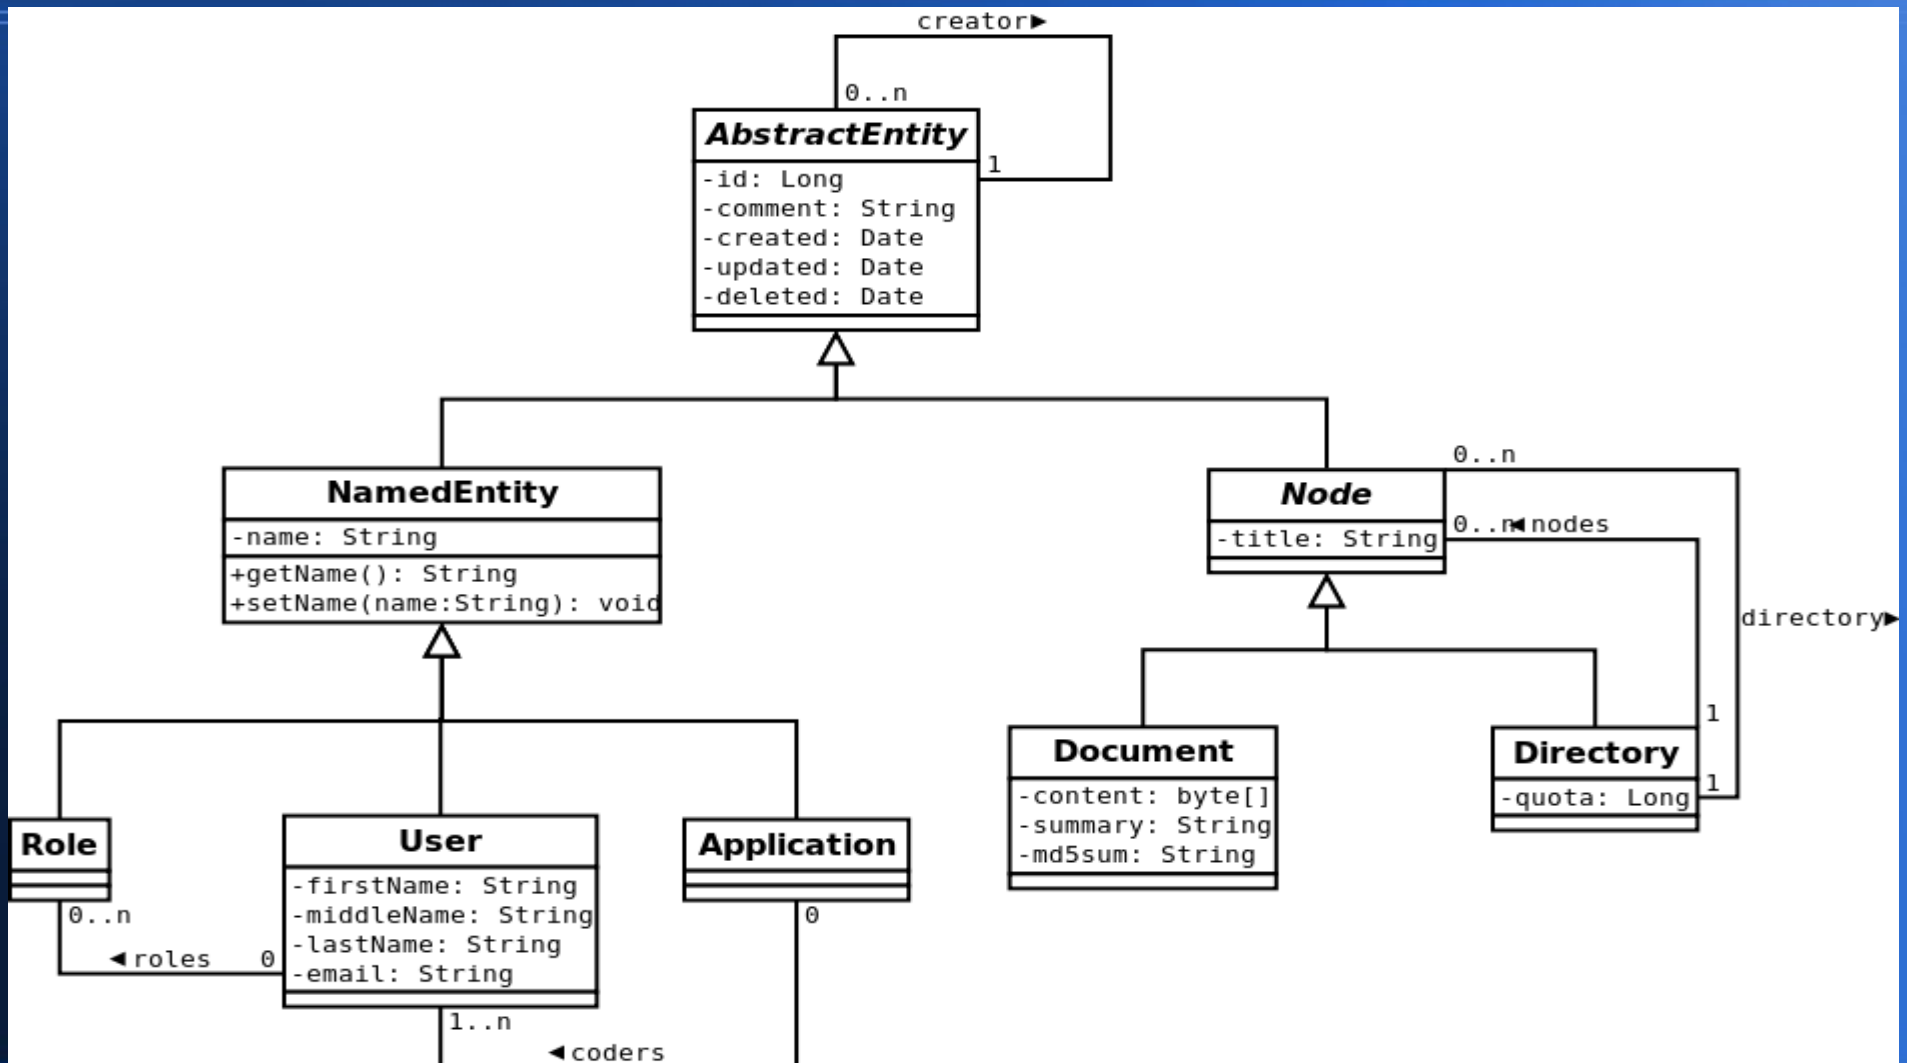 creator►
0..n
AbstractEntity
1
-id: Long
-comment: String
-created: Date
-updated: Date
-deleted: Date
NamedEntity
-name: String
+getName(): String
+setName(name:String): void
0..n
Node
0..n◄nodes
-title: String
directory►
1
1
Document
-content: byte[]
-summary: String
-md5sum: String
Directory
-quota: Long
Role
0..n
◄roles
0
User
-firstName: String
-middleName: String
-lastName: String
-email: String
1..n
Application
0
◄coders